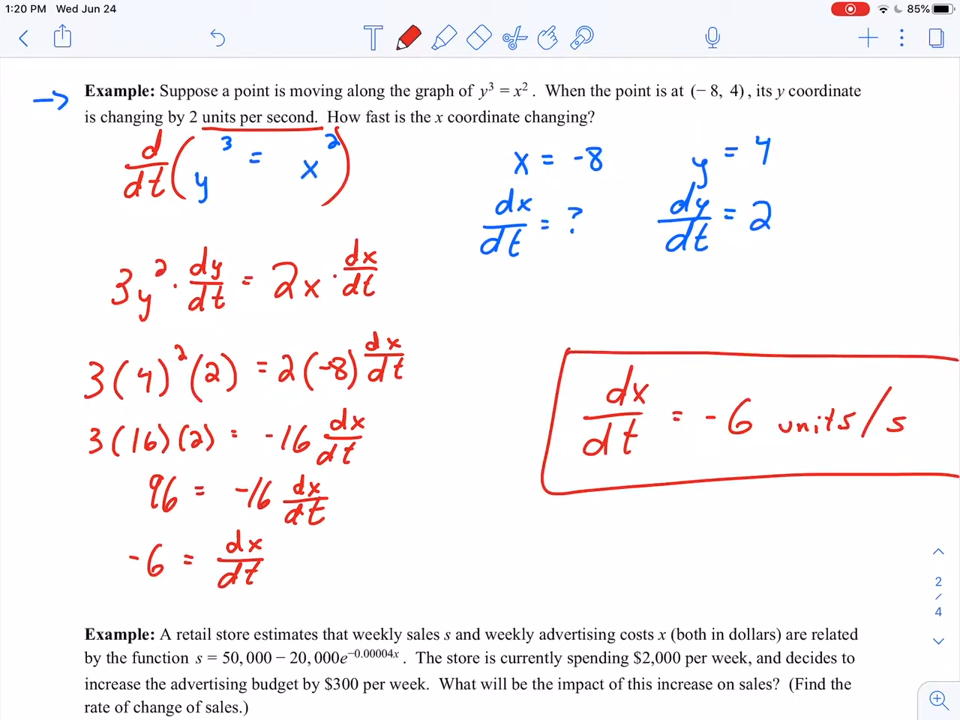 1:20 PM Wed Jun 24 85%
Example: Suppose a point is moving along the graph of y³ = x². When the point is at (− 8, 4), its y coordinate
is changing by 2 units per second. How fast is the x coordinate changing?
d/dt (y³ = x²)
x = -8 y = 4
dx/dt = ? dy/dt = 2
3y² · dy/dt = 2x · dx/dt
3(4)²(2) = 2(-8) dx/dt
dx/dt = -6 units/s
3(16)(2) = -16 dx/dt
96 = -16 dx/dt
-6 = dx/dt
2
/
4
Example: A retail store estimates that weekly sales s and weekly advertising costs x (both in dollars) are related
by the function s = 50,000 − 20,000e^−0.00004x. The store is currently spending $2,000 per week, and decides to
increase the advertising budget by $300 per week. What will be the impact of this increase on sales? (Find the
rate of change of sales.)